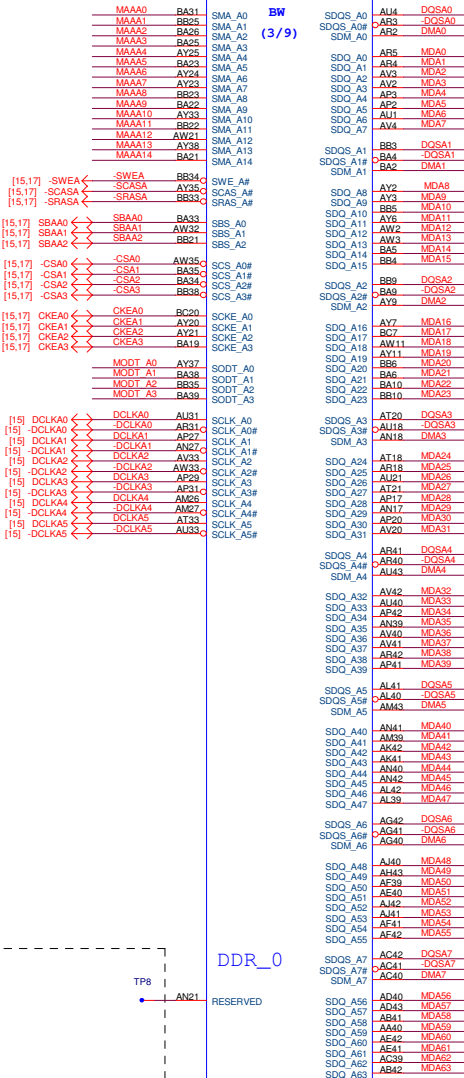 BW
(3/9)
MAAA0 BA31 SMA_A0
MAAA1 BB25 SMA_A1
MAAA2 BA26 SMA_A2
MAAA3 BA25 SMA_A3
MAAA4 AY25 SMA_A4
MAAA5 BA23 SMA_A5
MAAA6 AY24 SMA_A6
MAAA7 AY23 SMA_A7
MAAA8 BB23 SMA_A8
MAAA9 BA22 SMA_A9
MAAA10 AY33 SMA_A10
MAAA11 BB22 SMA_A11
MAAA12 AW21 SMA_A12
MAAA13 AY38 SMA_A13
MAAA14 BA21 SMA_A14
[15,17] -SWEA -SWEA BB34 SWE_A#
[15,17] -SCASA -SCASA AY35 SCAS_A#
[15,17] -SRASA -SRASA BB33 SRAS_A#
[15,17] SBAA0 SBAA0 BA33 SBS_A0
[15,17] SBAA1 SBAA1 AW32 SBS_A1
[15,17] SBAA2 SBAA2 BB21 SBS_A2
[15,17] -CSA0 -CSA0 AW35 SCS_A0#
[15,17] -CSA1 -CSA1 BA35 SCS_A1#
[15,17] -CSA2 -CSA2 BA34 SCS_A2#
[15,17] -CSA3 -CSA3 BB38 SCS_A3#
[15,17] CKEA0 CKEA0 BC20 SCKE_A0
[15,17] CKEA1 CKEA1 AY20 SCKE_A1
[15,17] CKEA2 CKEA2 AY21 SCKE_A2
[15,17] CKEA3 CKEA3 BA19 SCKE_A3
MODT_A0 AY37 SODT_A0
MODT_A1 BA38 SODT_A1
MODT_A2 BB35 SODT_A2
MODT_A3 BA39 SODT_A3
[15] DCLKA0 DCLKA0 AU31 SCLK_A0
[15] -DCLKA0 -DCLKA0 AR31 SCLK_A0#
[15] DCLKA1 DCLKA1 AP27 SCLK_A1
[15] -DCLKA1 -DCLKA1 AN27 SCLK_A1#
[15] DCLKA2 DCLKA2 AV33 SCLK_A2
[15] -DCLKA2 -DCLKA2 AW33 SCLK_A2#
[15] DCLKA3 DCLKA3 AP29 SCLK_A3
[15] -DCLKA3 -DCLKA3 AP31 SCLK_A3#
[15] DCLKA4 DCLKA4 AM26 SCLK_A4
[15] -DCLKA4 -DCLKA4 AM27 SCLK_A4#
[15] DCLKA5 DCLKA5 AT33 SCLK_A5
[15] -DCLKA5 -DCLKA5 AU33 SCLK_A5#
DDR_0
TP8
AN21 RESERVED
SDQS_A0 AU4 DQSA0
SDQS_A0# AR3 -DQSA0
SDM_A0 AR2 DMA0
SDQ_A0 AR5 MDA0
SDQ_A1 AR4 MDA1
SDQ_A2 AV3 MDA2
SDQ_A3 AV2 MDA3
SDQ_A4 AP3 MDA4
SDQ_A5 AP2 MDA5
SDQ_A6 AU1 MDA6
SDQ_A7 AV4 MDA7
SDQS_A1 BB3 DQSA1
SDQS_A1# BA4 -DQSA1
SDM_A1 BA2 DMA1
SDQ_A8 AY2 MDA8
SDQ_A9 AY3 MDA9
SDQ_A10 BB5 MDA10
SDQ_A11 AY6 MDA11
SDQ_A12 AW2 MDA12
SDQ_A13 AW3 MDA13
SDQ_A14 BA5 MDA14
SDQ_A15 BB4 MDA15
SDQS_A2 BB9 DQSA2
SDQS_A2# BA9 -DQSA2
SDM_A2 AY9 DMA2
SDQ_A16 AY7 MDA16
SDQ_A17 BC7 MDA17
SDQ_A18 AW11 MDA18
SDQ_A19 AY11 MDA19
SDQ_A20 BB6 MDA20
SDQ_A21 BA6 MDA21
SDQ_A22 BA10 MDA22
SDQ_A23 BB10 MDA23
SDQS_A3 AT20 DQSA3
SDQS_A3# AU18 -DQSA3
SDM_A3 AN18 DMA3
SDQ_A24 AT18 MDA24
SDQ_A25 AR18 MDA25
SDQ_A26 AU21 MDA26
SDQ_A27 AT21 MDA27
SDQ_A28 AP17 MDA28
SDQ_A29 AN17 MDA29
SDQ_A30 AP20 MDA30
SDQ_A31 AV20 MDA31
SDQS_A4 AR41 DQSA4
SDQS_A4# AR40 -DQSA4
SDM_A4 AU43 DMA4
SDQ_A32 AV42 MDA32
SDQ_A33 AU40 MDA33
SDQ_A34 AP42 MDA34
SDQ_A35 AN39 MDA35
SDQ_A36 AV40 MDA36
SDQ_A37 AV41 MDA37
SDQ_A38 AR42 MDA38
SDQ_A39 AP41 MDA39
SDQS_A5 AL41 DQSA5
SDQS_A5# AL40 -DQSA5
SDM_A5 AM43 DMA5
SDQ_A40 AN41 MDA40
SDQ_A41 AM39 MDA41
SDQ_A42 AK42 MDA42
SDQ_A43 AK41 MDA43
SDQ_A44 AN40 MDA44
SDQ_A45 AN42 MDA45
SDQ_A46 AL42 MDA46
SDQ_A47 AL39 MDA47
SDQS_A6 AG42 DQSA6
SDQS_A6# AG41 -DQSA6
SDM_A6 AG40 DMA6
SDQ_A48 AJ40 MDA48
SDQ_A49 AH43 MDA49
SDQ_A50 AF39 MDA50
SDQ_A51 AE40 MDA51
SDQ_A52 AJ42 MDA52
SDQ_A53 AJ41 MDA53
SDQ_A54 AF41 MDA54
SDQ_A55 AF42 MDA55
SDQS_A7 AC42 DQSA7
SDQS_A7# AC41 -DQSA7
SDM_A7 AC40 DMA7
SDQ_A56 AD40 MDA56
SDQ_A57 AD43 MDA57
SDQ_A58 AB41 MDA58
SDQ_A59 AA40 MDA59
SDQ_A60 AE42 MDA60
SDQ_A61 AE41 MDA61
SDQ_A62 AC39 MDA62
SDQ_A63 AB42 MDA63